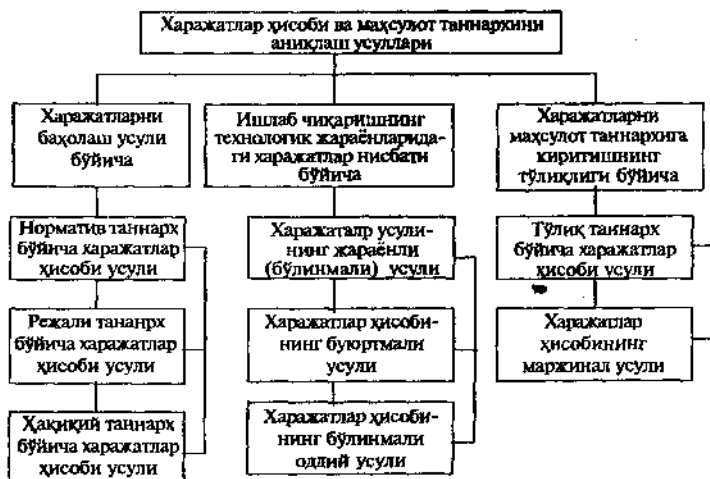 Харажатлар ҳисоби ва маҳсулот таннархини
аниқлаш усуллари
Харажатларни
баҳолаш усули
бўйича
Ишлаб чиқаришнинг
технологик жараёнларида-
ги харажатлар нисбати
бўйича
Харажатларни
маҳсулот таннархига
киритишнинг
тўлиқлиги бўйича
Норматив таннарх
бўйича харажатлар
ҳисоби усули
Харажаталр усули-
нинг жараёнли
(бўлинмали) усули
Тўлиқ таннарх
бўйича харажатлар
ҳисоби усули
Режали тананрх
бўйича харажатлар
ҳисоби усули
Харажатлар ҳисоби-
нинг буюртмали
усули
Харажатлар
ҳисобининг
маржинал усули
Ҳақиқий таннарх
бўйича харажатлар
ҳисоби усули
Харажатлар ҳисоби-
нинг бўлинмали
оддий усули